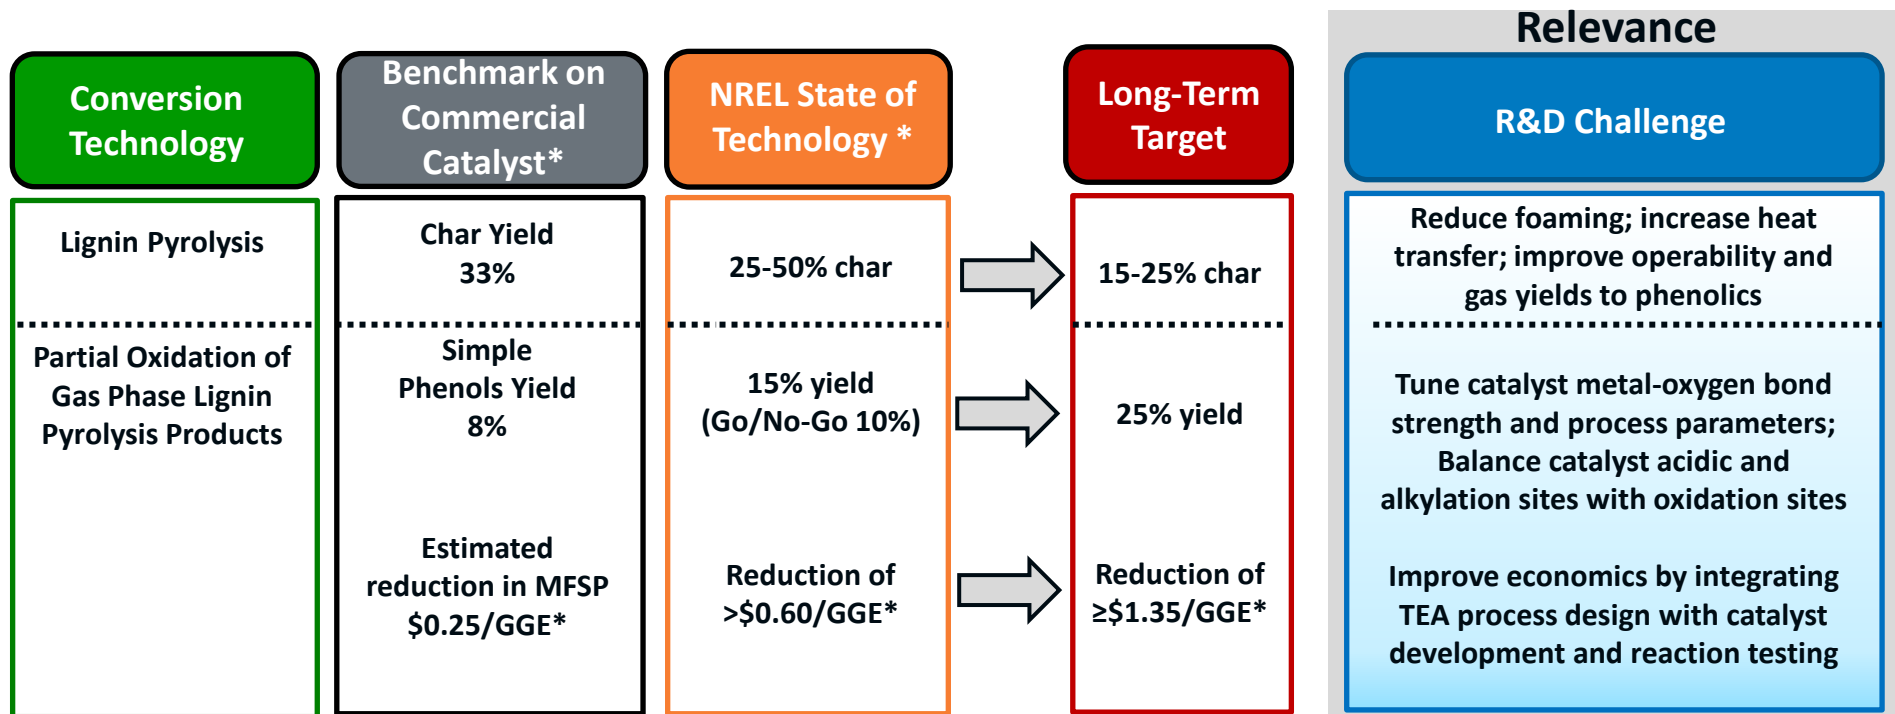 Relevance
Conversion
Technology
Benchmark on
Commercial
Catalyst*
NREL State of
Technology *
Long-Term
Target
R&D Challenge
Lignin Pyrolysis
Char Yield
33%
25-50% char
15-25% char
Reduce foaming; increase heat
transfer; improve operability and
gas yields to phenolics
Partial Oxidation of
Gas Phase Lignin
Pyrolysis Products
Simple
Phenols Yield
8%
15% yield
(Go/No-Go 10%)
25% yield
Tune catalyst metal-oxygen bond
strength and process parameters;
Balance catalyst acidic and
alkylation sites with oxidation sites
Estimated
reduction in MFSP
$0.25/GGE*
Reduction of
>$0.60/GGE*
Reduction of
≥$1.35/GGE*
Improve economics by integrating
TEA process design with catalyst
development and reaction testing